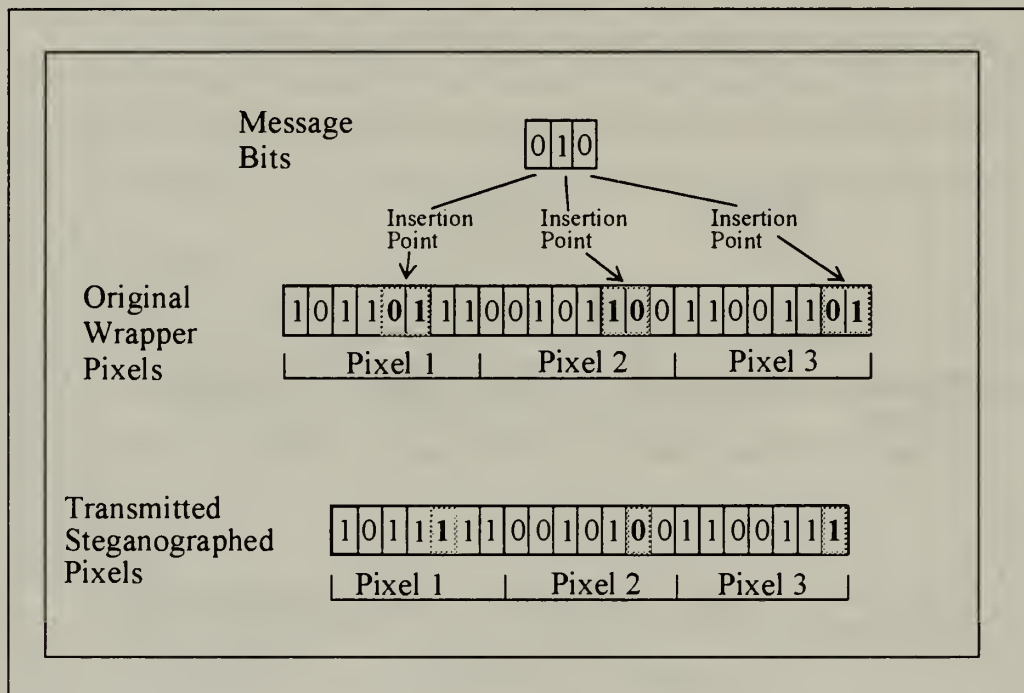 Message
Bits
010
Insertion
Point
Insertion
Point
Insertion
Point
Original
Wrapper
Pixels
101101110010110011001101
Pixel 1 Pixel 2 Pixel 3
Transmitted
Steganographed
Pixels
101111100101001100111
Pixel 1 Pixel 2 Pixel 3